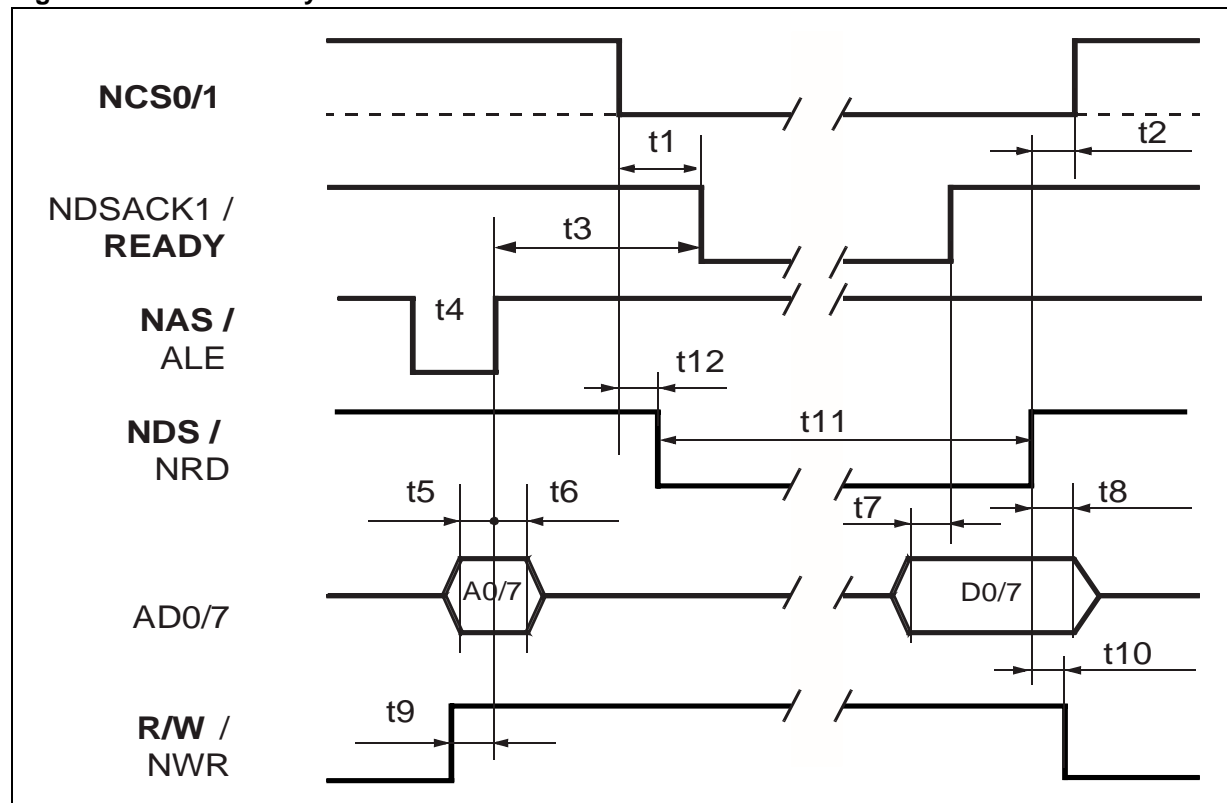 NCS0/1
t1
t2
NDSACK1 /
READY
t3
NAS /
ALE
t4
t12
NDS /
NRD
t11
t5
t6
t7
t8
AD0/7
A0/7
D0/7
t10
R/W /
NWR
t9